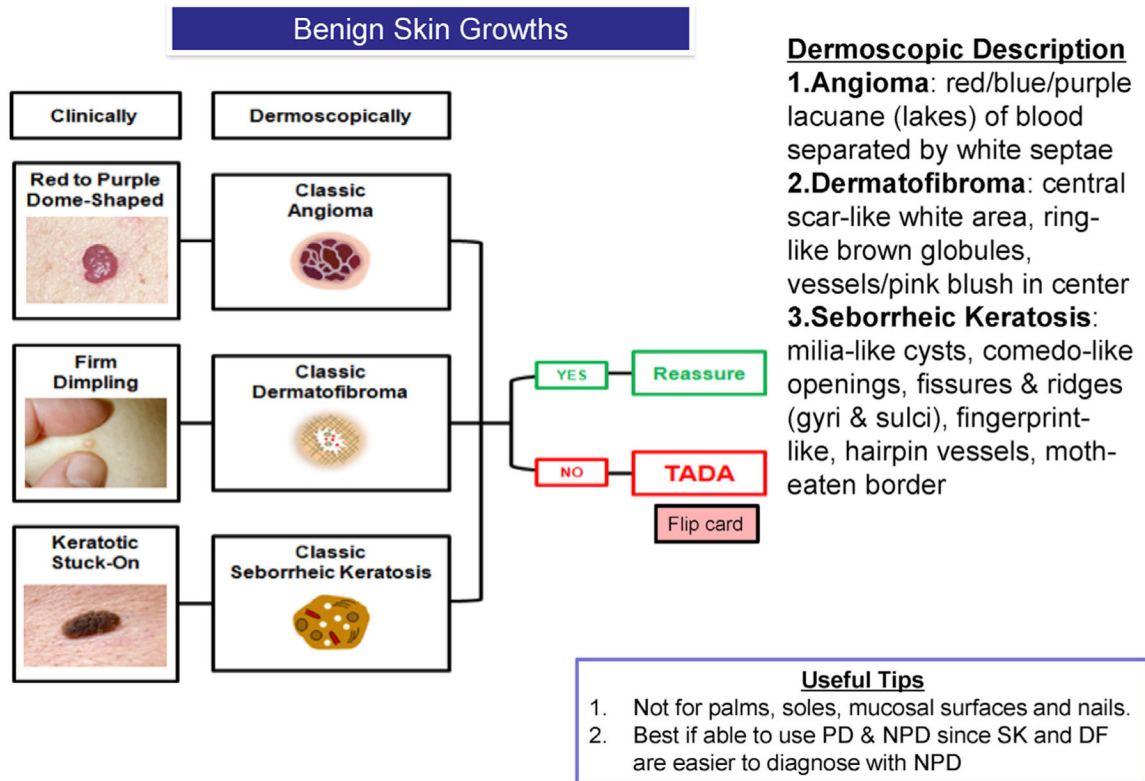 Benign Skin Growths
Clinically
Dermoscopically
Red to Purple
Dome-Shaped
Classic
Angioma
Firm
Dimpling
Classic
Dermatofibroma
Keratotic
Stuck-On
Classic
Seborrheic Keratosis
YES
Reassure
NO
TADA
Flip card
Dermoscopic Description
1.Angioma: red/blue/purple
lacuane (lakes) of blood
separated by white septae
2.Dermatofibroma: central
scar-like white area, ring-
like brown globules,
vessels/pink blush in center
3.Seborrheic Keratosis:
milia-like cysts, comedo-like
openings, fissures & ridges
(gyri & sulci), fingerprint-
like, hairpin vessels, moth-
eaten border
Useful Tips
1. Not for palms, soles, mucosal surfaces and nails.
2. Best if able to use PD & NPD since SK and DF
are easier to diagnose with NPD